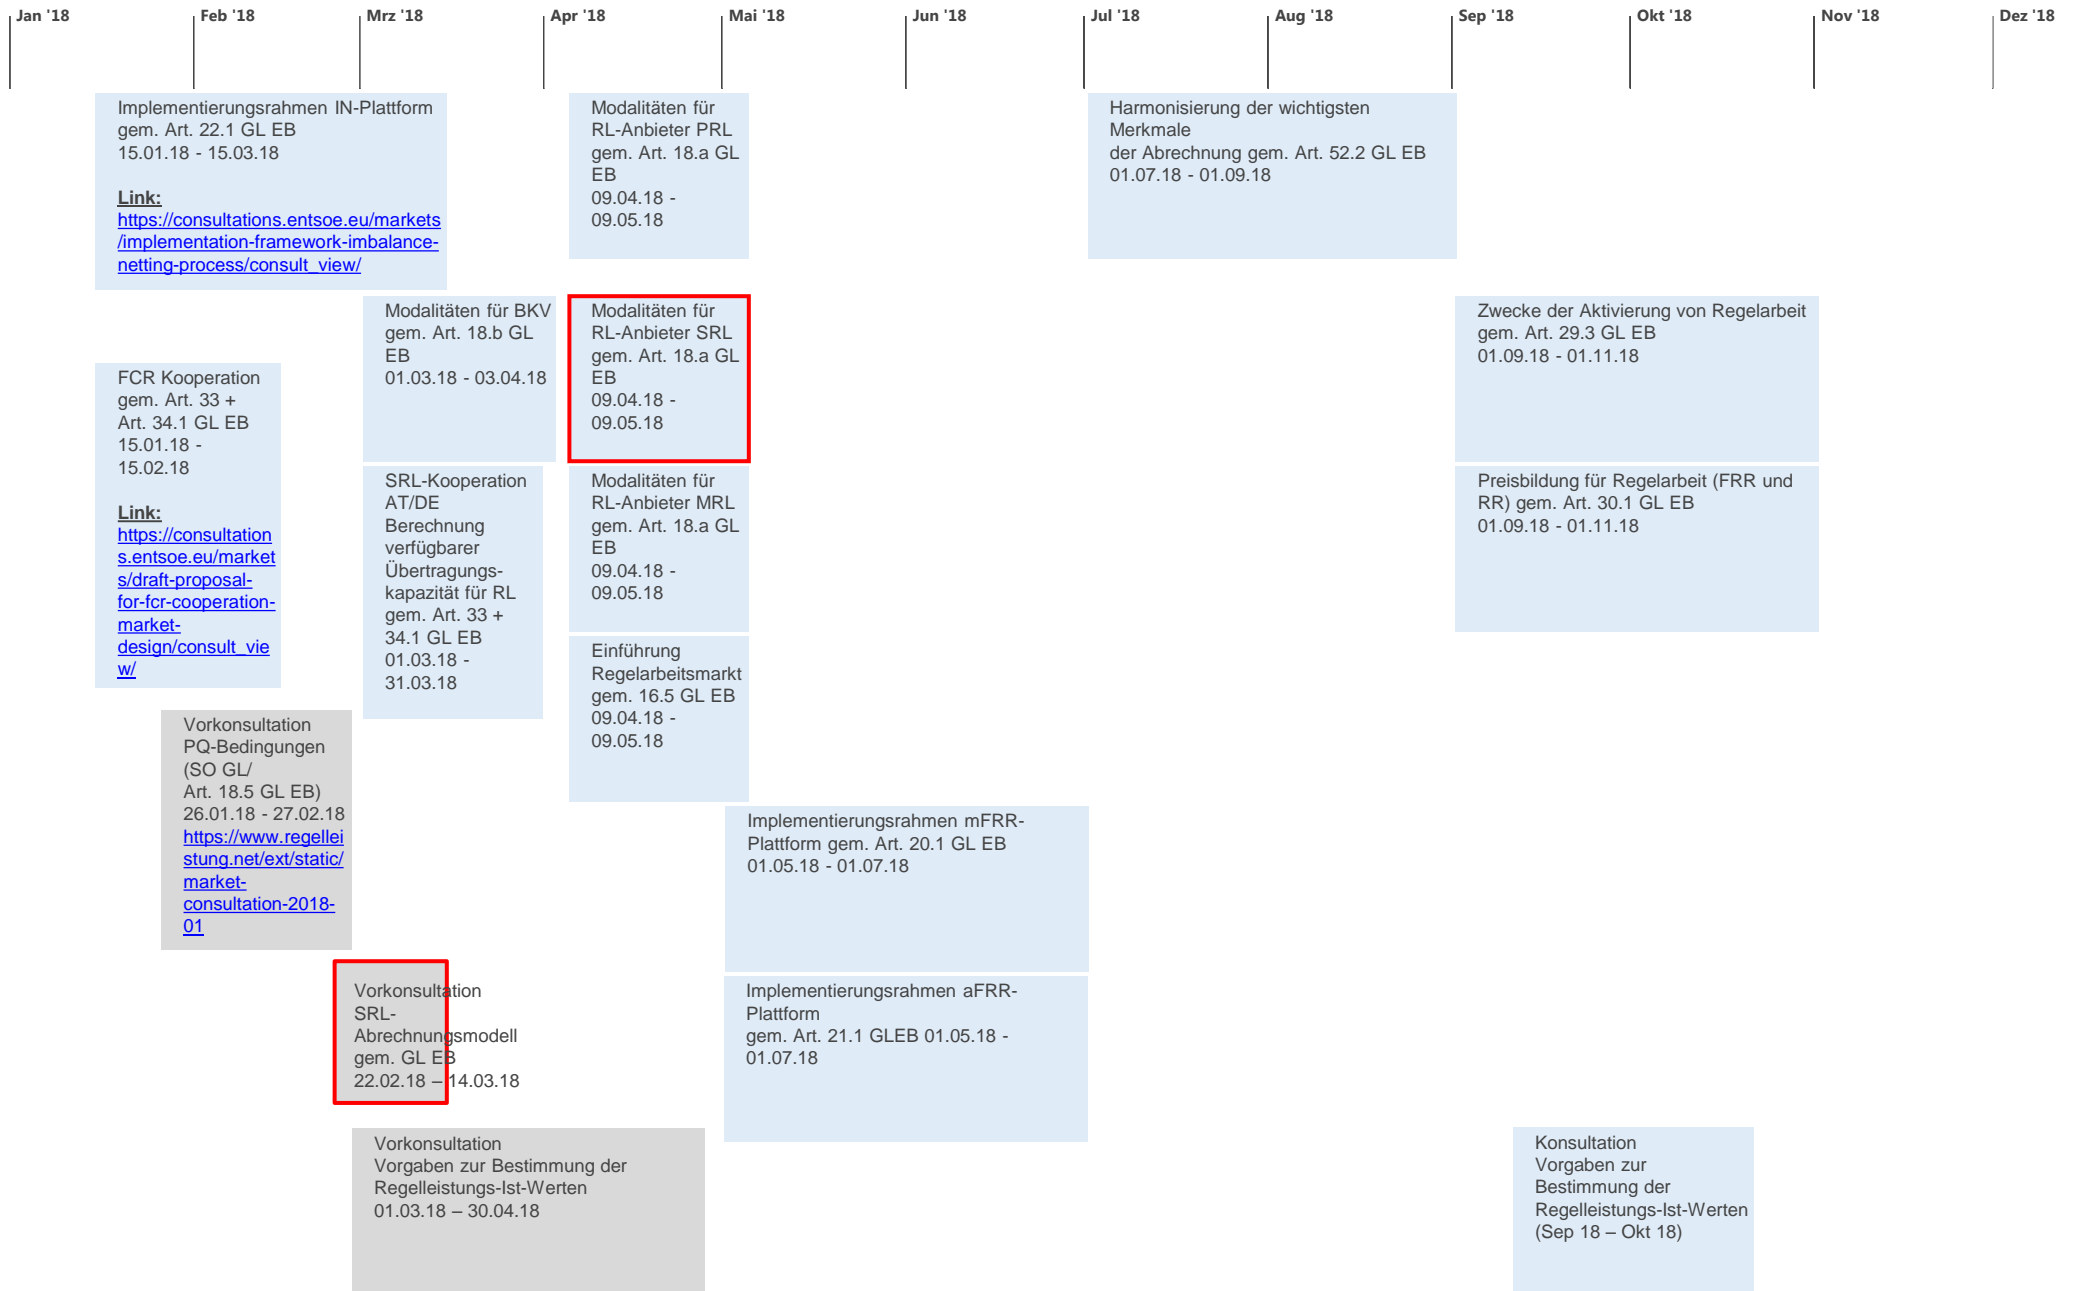 Jan '18
Feb '18
Mrz '18
Apr '18
Mai '18
Jun '18
Jul '18
Aug '18
Sep '18
Okt '18
Nov '18
Dez '18
Implementierungsrahmen IN-Plattform
gem. Art. 22.1 GL EB
15.01.18 - 15.03.18
Link:
https://consultations.entsoe.eu/markets
/implementation-framework-imbalance-
netting-process/consult_view/
Modalitäten für
RL-Anbieter PRL
gem. Art. 18.a GL
EB
09.04.18 -
09.05.18
Harmonisierung der wichtigsten
Merkmale
der Abrechnung gem. Art. 52.2 GL EB
01.07.18 - 01.09.18
FCR Kooperation
gem. Art. 33 +
Art. 34.1 GL EB
15.01.18 -
15.02.18
Link:
https://consultation
s.entsoe.eu/market
s/draft-proposal-
for-fcr-cooperation-
market-
design/consult_vie
w/
Modalitäten für BKV
gem. Art. 18.b GL
EB
01.03.18 - 03.04.18
Modalitäten für
RL-Anbieter SRL
gem. Art. 18.a GL
EB
09.04.18 -
09.05.18
Zwecke der Aktivierung von Regelarbeit
gem. Art. 29.3 GL EB
01.09.18 - 01.11.18
SRL-Kooperation
AT/DE
Berechnung
verfügbarer
Übertragungs-
kapazität für RL
gem. Art. 33 +
34.1 GL EB
01.03.18 -
31.03.18
Modalitäten für
RL-Anbieter MRL
gem. Art. 18.a GL
EB
09.04.18 -
09.05.18
Preisbildung für Regelarbeit (FRR und
RR) gem. Art. 30.1 GL EB
01.09.18 - 01.11.18
Einführung
Regelarbeitsmarkt
gem. 16.5 GL EB
09.04.18 -
09.05.18
Vorkonsultation
PQ-Bedingungen
(SO GL/
Art. 18.5 GL EB)
26.01.18 - 27.02.18
https://www.regellei
stung.net/ext/static/
market-
consultation-2018-
01
Implementierungsrahmen mFRR-
Plattform gem. Art. 20.1 GL EB
01.05.18 - 01.07.18
Vorkonsultation
SRL-
Abrechnungsmodell
gem. GL EB
22.02.18 – 14.03.18
Implementierungsrahmen aFRR-
Plattform
gem. Art. 21.1 GLEB 01.05.18 -
01.07.18
Vorkonsultation
Vorgaben zur Bestimmung der
Regelleistungs-Ist-Werten
01.03.18 – 30.04.18
Konsultation
Vorgaben zur
Bestimmung der
Regelleistungs-Ist-Werten
(Sep 18 – Okt 18)